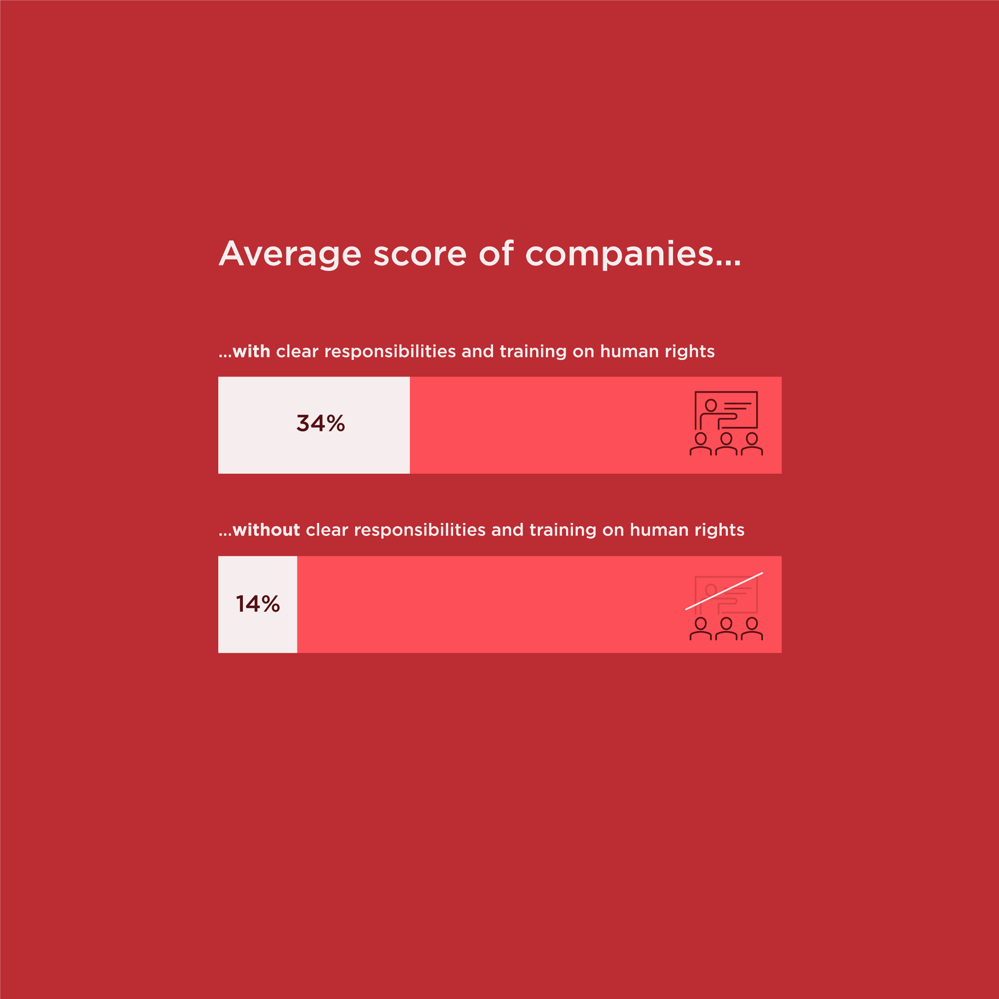 Average score of companies...
...with clear responsibilities and training on human rights
34%
...without clear responsibilities and training on human rights
14%